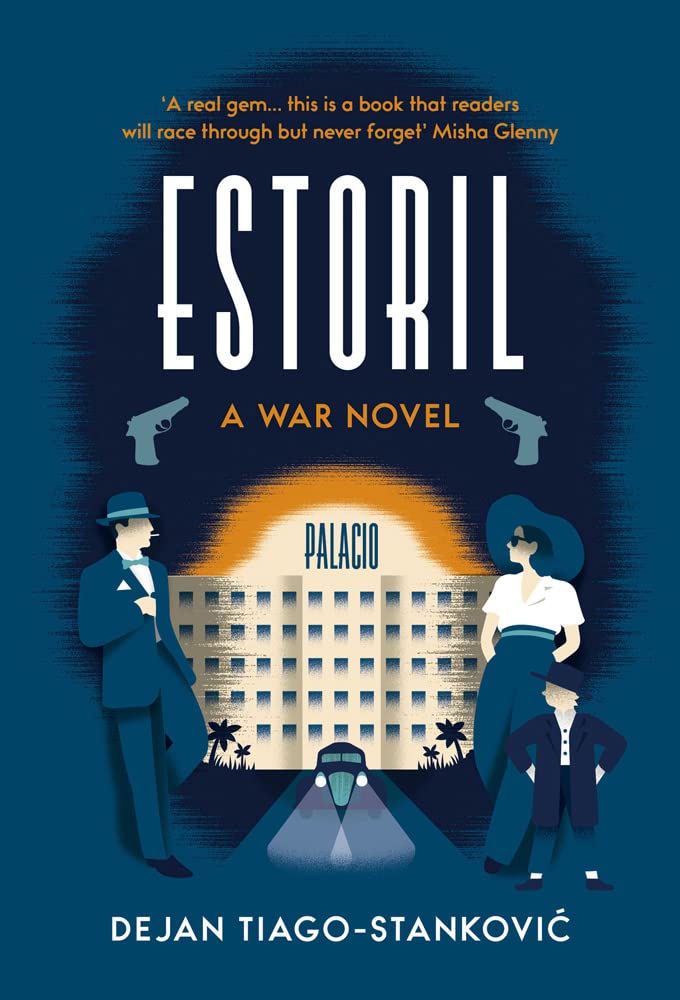 ‘A real gem... this is a book that readers
will race through but never forget’ Misha Glenny
ESTORIL
A WAR NOVEL
PALACIO
DEJAN TIAGO-STANKOVIĆ